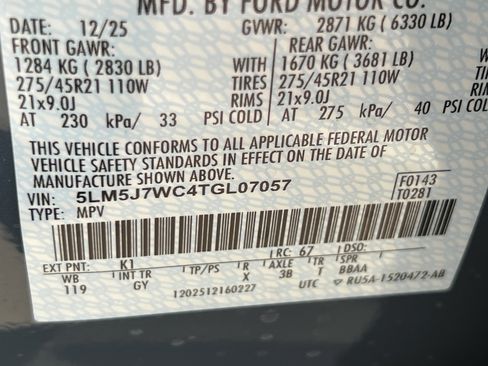 MFD. BY FORD MOTOR CO.
DATE: 12/25 GVWR: 2871 KG ( 6330 LB)
FRONT GAWR: REAR GAWR:
1284 KG ( 2830 LB) WITH 1670 KG ( 3681 LB) WITH
275/45R21 110W TIRES 275/45R21 110W TIRES
21x9.0J RIMS 21x9.0J RIMS
AT 230 kPa/ 33 PSI COLD AT 275 kPa/ 40 PSI COLD
THIS VEHICLE CONFORMS TO ALL APPLICABLE FEDERAL MOTOR
VEHICLE SAFETY STANDARDS IN EFFECT ON THE DATE OF
MANUFACTURE SHOWN ABOVE.
VIN: 5LM5J7WC4TGL07057 F0143
TYPE: MPV T0281
EXT PNT: K1 RC: 67 DSO:
WB INT TR TP/PS R AXLE T SPR
119 GY X 3B T BBAA
1202512160227 UTC RU5A-1520472-AB